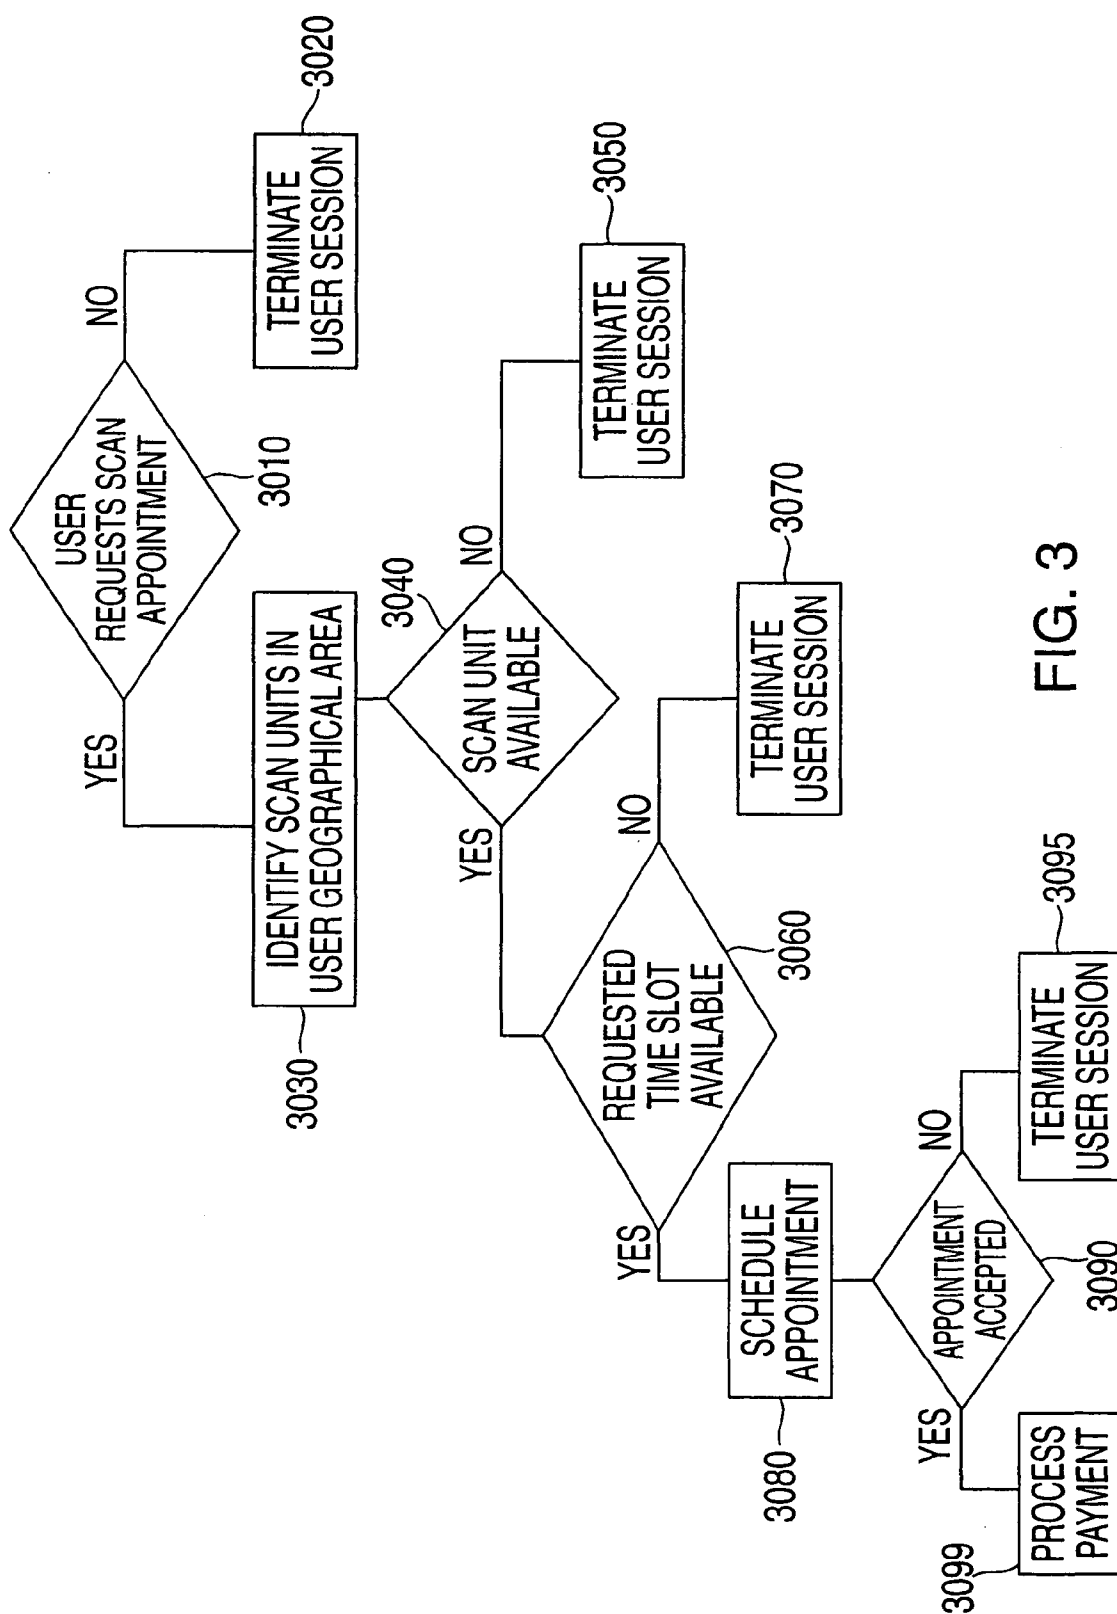 USER
REQUESTS SCAN
APPOINTMENT
3010
YES
NO
TERMINATE
USER SESSION
3020
IDENTIFY SCAN UNITS IN
USER GEOGRAPHICAL AREA
3030
SCAN UNIT
AVAILABLE
3040
YES
NO
TERMINATE
USER SESSION
3050
REQUESTED
TIME SLOT
AVAILABLE
3060
YES
NO
TERMINATE
USER SESSION
3070
SCHEDULE
APPOINTMENT
3080
APPOINTMENT
ACCEPTED
3090
YES
NO
PROCESS
PAYMENT
3099
TERMINATE
USER SESSION
3095
FIG. 3